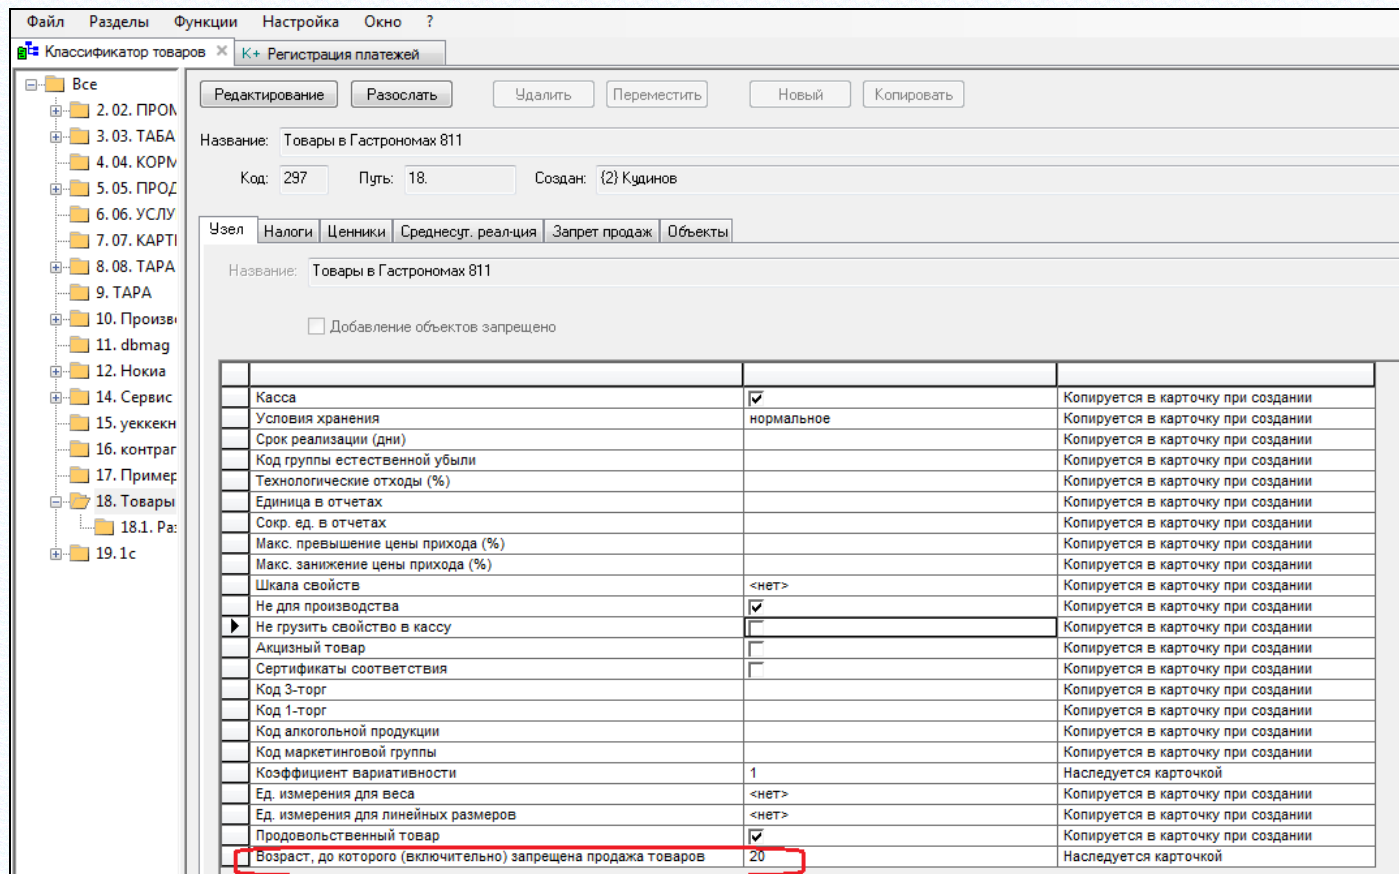 Файл Разделы Функции Настройка Окно ?
Классификатор товаров × K+ Регистрация платежей
Все
2.02. ПРОМ
3.03. ТАБА
4.04. КОРМ
5.05. ПРОД
6.06. УСЛУ
7.07. КАРТ
8.08. ТАРА
9. ТАРА
10. Произв
11. dbmag
12. Нокиа
14. Сервис
15. уеккекн
16. контраг
17. Пример
18. Товары
18.1. Раз
19.1с
Редактирование Разослать Удалить Переместить Новый Копировать
Название: Товары в Гастрономах 811
Код: 297 Путь: 18. Создан: {2} Кудинов
Узел Налоги Ценники Среднесут. реал-ция Запрет продаж Объекты
Название: Товары в Гастрономах 811
Добавление объектов запрещено
Касса Копируется в карточку при создании
Условия хранения нормальное Копируется в карточку при создании
Срок реализации (дни) Копируется в карточку при создании
Код группы естественной убыли Копируется в карточку при создании
Технологические отходы (%) Копируется в карточку при создании
Единица в отчетах Копируется в карточку при создании
Сокр. ед. в отчетах Копируется в карточку при создании
Макс. превышение цены прихода (%) Копируется в карточку при создании
Макс. занижение цены прихода (%) Копируется в карточку при создании
Шкала свойств <нет> Копируется в карточку при создании
Не для производства Копируется в карточку при создании
Не грузить свойство в кассу Копируется в карточку при создании
Акцизный товар Копируется в карточку при создании
Сертификаты соответствия Копируется в карточку при создании
Код 3-торг Копируется в карточку при создании
Код 1-торг Копируется в карточку при создании
Код алкогольной продукции Копируется в карточку при создании
Код маркетинговой группы Копируется в карточку при создании
Коэффициент вариативности 1 Наследуется карточкой
Ед. измерения для веса <нет> Копируется в карточку при создании
Ед. измерения для линейных размеров <нет> Копируется в карточку при создании
Продовольственный товар Копируется в карточку при создании
Возраст, до которого (включительно) запрещена продажа товаров 20 Наследуется карточкой